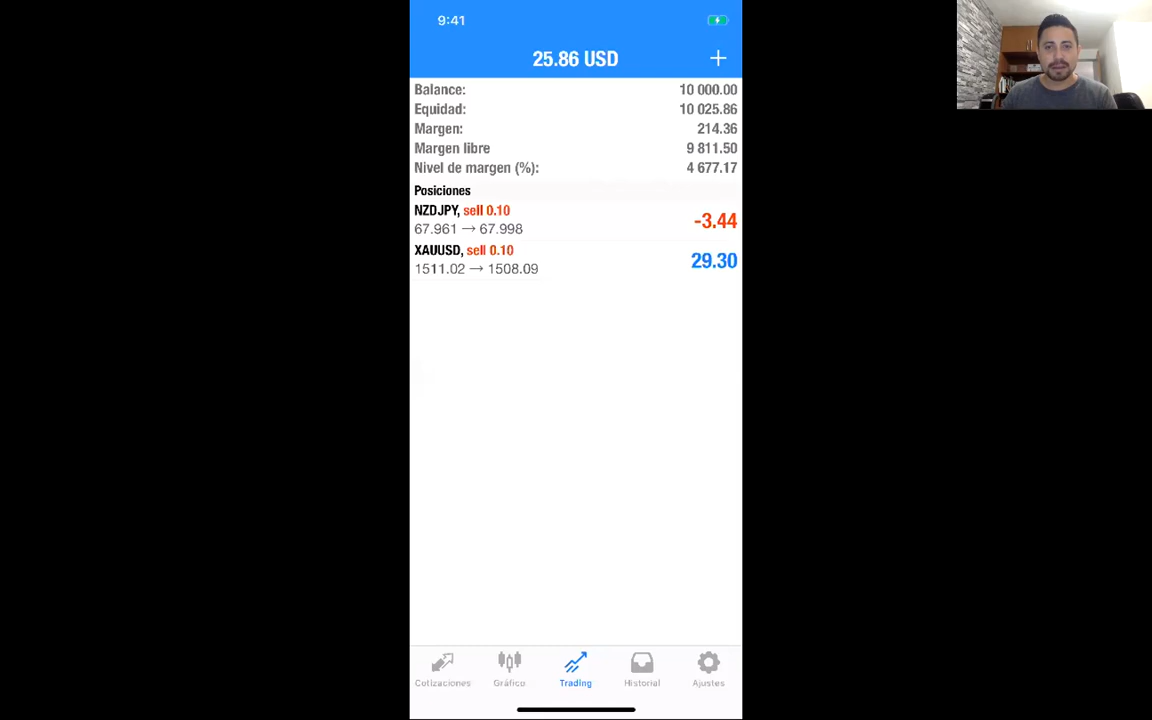 9:41
25.86 USD +
Balance: 10 000.00
Equidad: 10 025.86
Margen: 214.36
Margen libre 9 811.50
Nivel de margen (%): 4 677.17
Posiciones
NZDJPY, sell 0.10 -3.44
67.961 → 67.998
XAUUSD, sell 0.10 29.30
1511.02 → 1508.09
Cotizaciones Gráfico Trading Historial Ajustes